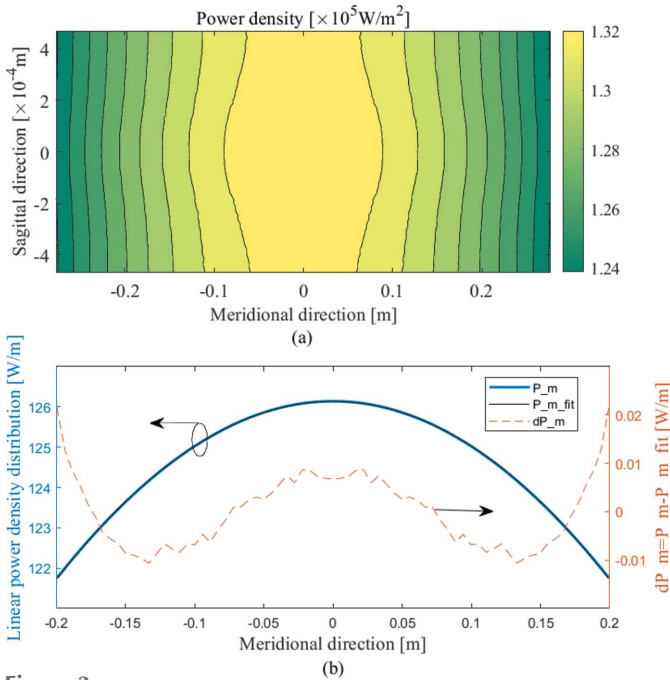 Power density [×10⁵W/m²]
Sagittal direction [×10⁻⁴m]
4
2
0
-2
-4
-0.2 -0.1 0 0.1 0.2
Meridional direction [m]
1.32
1.3
1.28
1.26
1.24
(a)
Linear power density distribution [W/m]
126
125
124
123
122
P_m
P_m_fit
dP_m
0.02
0.01
0
-0.01
dP_m=P_m-P_m_fit [W/m]
-0.2 -0.15 -0.1 -0.05 0 0.05 0.1 0.15 0.2
Meridional direction [m]
(b)